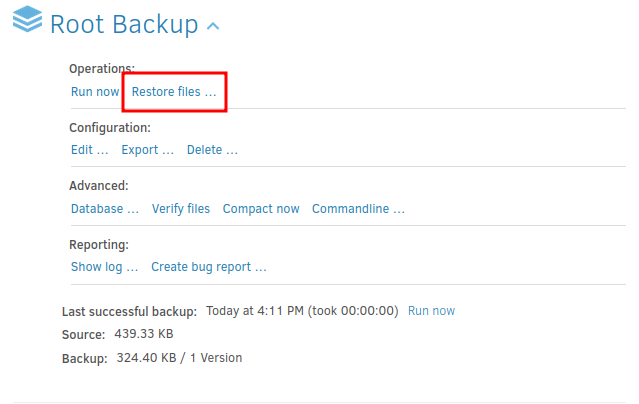 Root Backup
Operations:
Run now Restore files ...
Configuration:
Edit ... Export ... Delete ...
Advanced:
Database ... Verify files Compact now Commandline ...
Reporting:
Show log ... Create bug report ...
Last successful backup: Today at 4:11 PM (took 00:00:00) Run now
Source: 439.33 KB
Backup: 324.40 KB / 1 Version